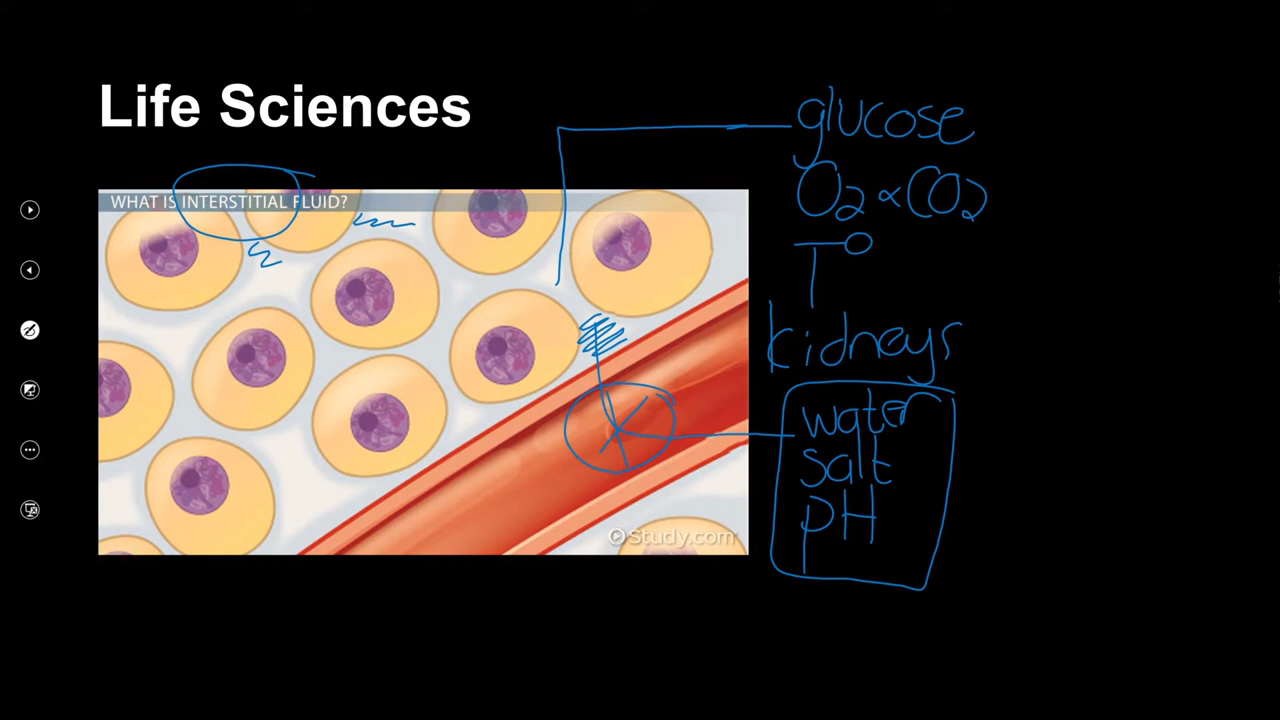 Life Sciences
WHAT IS INTERSTITIAL FLUID?
glucose
O2 & CO2
T°
kidneys
water
salt
pH
Study.com